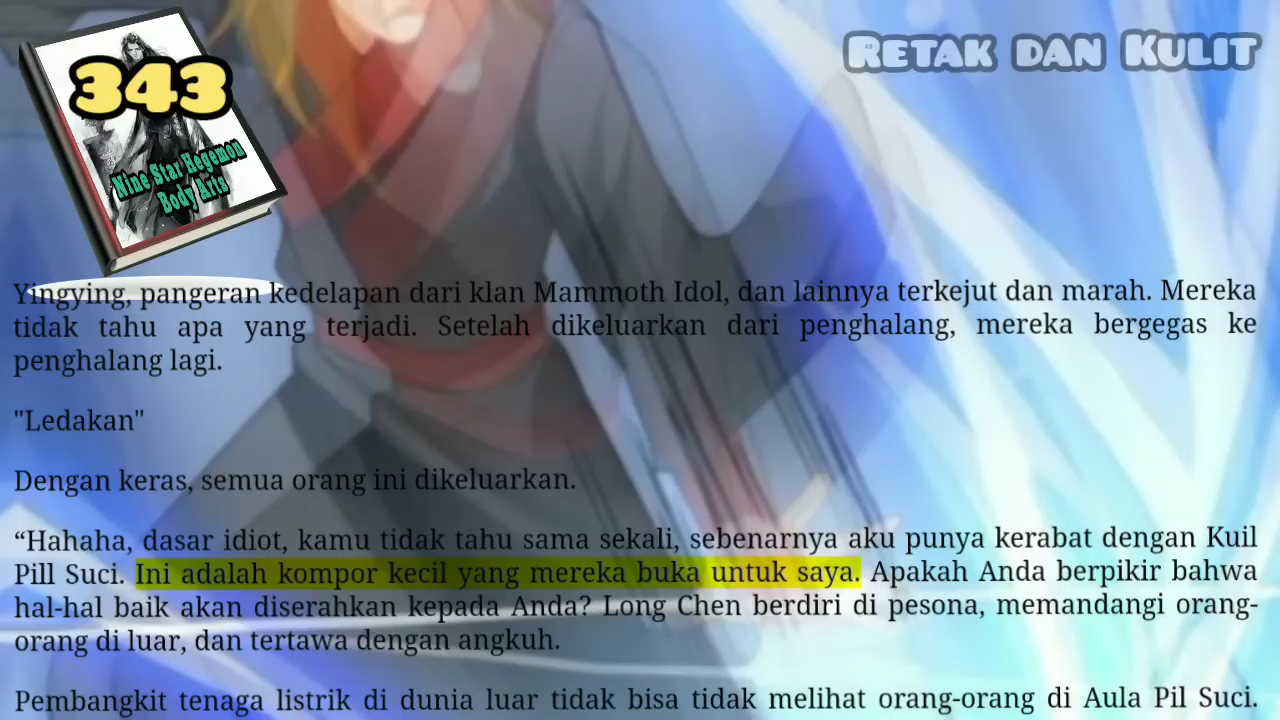 343
Nine Star Hegemon
Body Arts
Retak dan Kulit
Yingying, pangeran kedelapan dari klan Mammoth Idol, dan lainnya terkejut dan marah. Mereka
tidak tahu apa yang terjadi. Setelah dikeluarkan dari penghalang, mereka bergegas ke
penghalang lagi.
"Ledakan"
Dengan keras, semua orang ini dikeluarkan.
“Hahaha, dasar idiot, kamu tidak tahu sama sekali, sebenarnya aku punya kerabat dengan Kuil
Pill Suci. Ini adalah kompor kecil yang mereka buka untuk saya. Apakah Anda berpikir bahwa
hal-hal baik akan diserahkan kepada Anda? Long Chen berdiri di pesona, memandangi orang-
orang di luar, dan tertawa dengan angkuh.
Pembangkit tenaga listrik di dunia luar tidak bisa tidak melihat orang-orang di Aula Pil Suci.